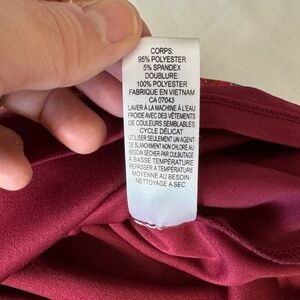 CORPS:
95% POLYESTER
5% SPANDEX
DOUBLURE:
100% POLYESTER
FABRIQUE EN VIETNAM
CA 07043
LAVER À LA MACHINE À L'EAU
FROIDE AVEC DES VÊTEMENTS
DE COULEURS SEMBLABLES
CYCLE DÉLICAT
UTILISER SEULEMENT UN AGENT
DE BLANCHIMENT NON CHLORÉ AU
BESOIN SÉCHER PAR CULBUTAGE
À BASSE TEMPÉRATURE
REPASSER À TEMPÉRATURE
MOYENNE AU BESOIN
NETTOYAGE À SEC